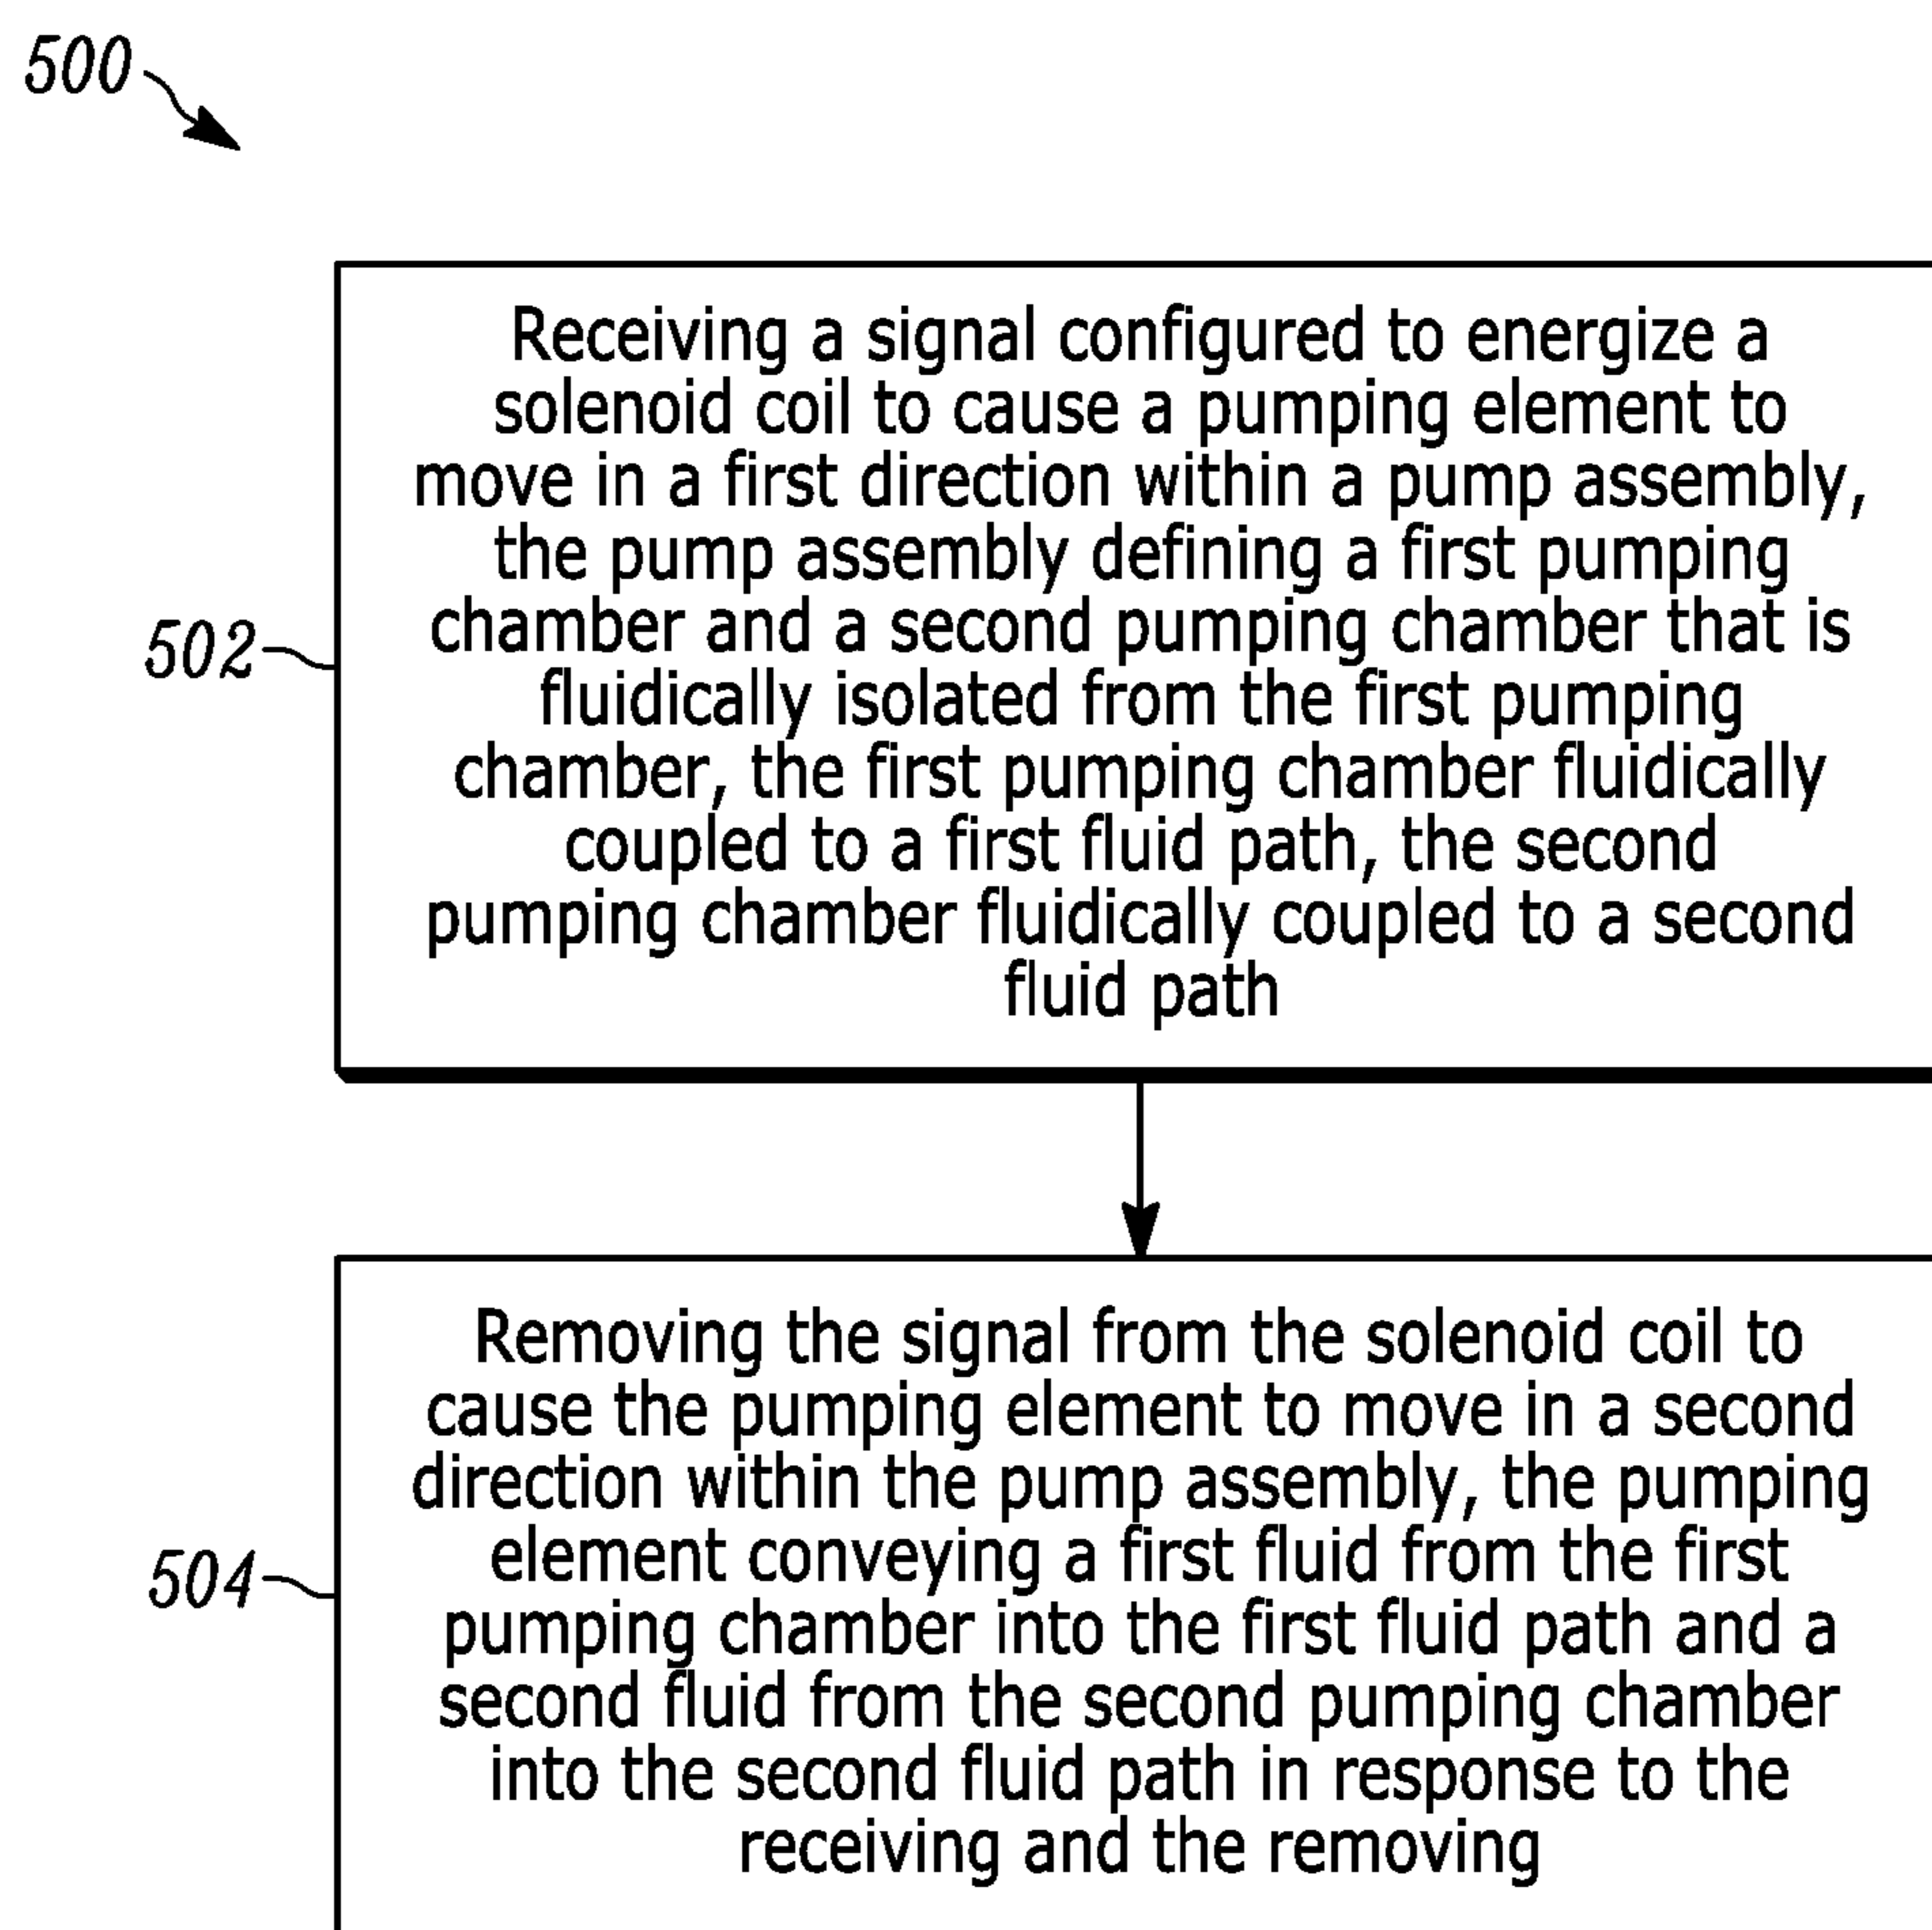 500
Receiving a signal configured to energize a
solenoid coil to cause a pumping element to
move in a first direction within a pump assembly,
the pump assembly defining a first pumping
chamber and a second pumping chamber that is
fluidically isolated from the first pumping
chamber, the first pumping chamber fluidically
coupled to a first fluid path, the second
pumping chamber fluidically coupled to a second
fluid path
502
Removing the signal from the solenoid coil to
cause the pumping element to move in a second
direction within the pump assembly, the pumping
element conveying a first fluid from the first
pumping chamber into the first fluid path and a
second fluid from the second pumping chamber
into the second fluid path in response to the
receiving and the removing
504